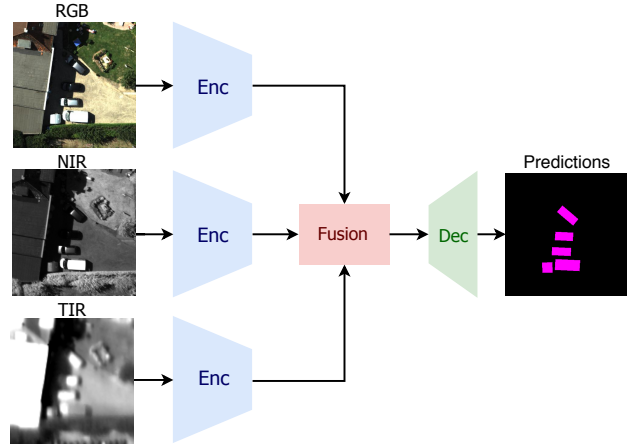 RGB
Enc
NIR
Enc
Fusion
Dec
Predictions
TIR
Enc